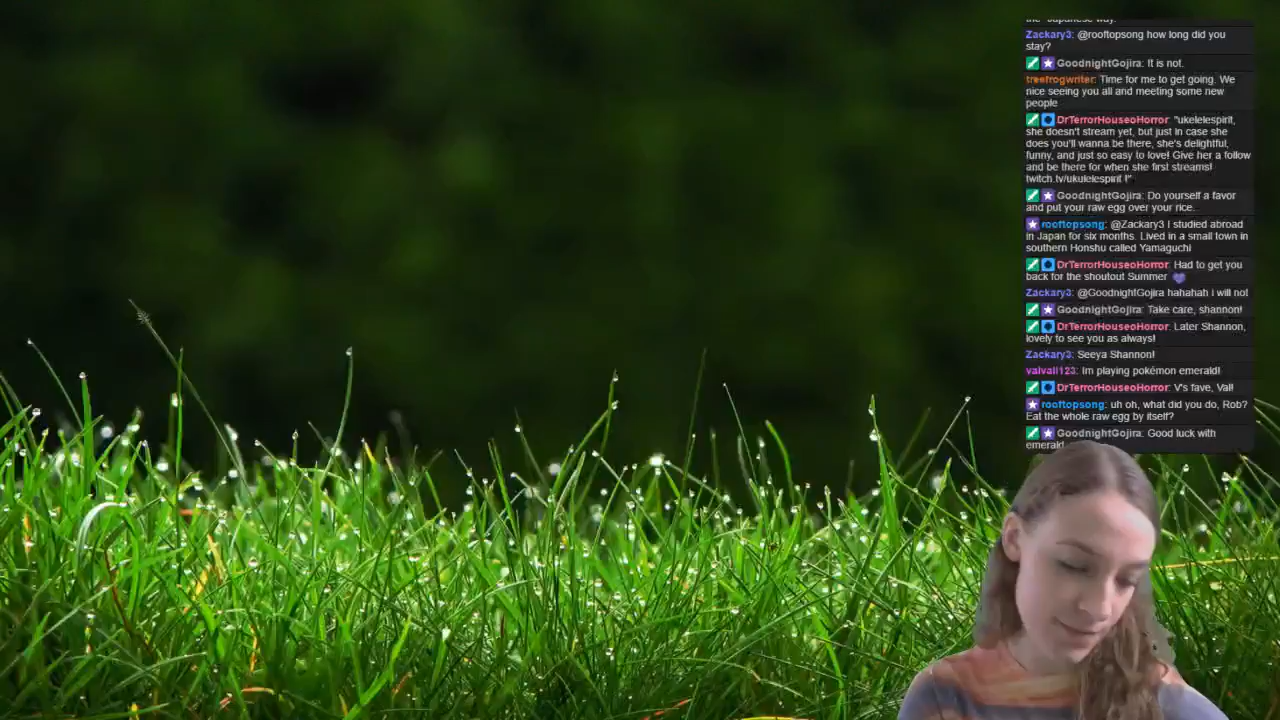 the "Japanese way.
Zackary3: @rooftopsong how long did you
stay?
GoodnightGojira: It is not.
treefrogwriter: Time for me to get going. We
nice seeing you all and meeting some new
people
DrTerrorHouseoHorror: "ukelelespirit,
she doesn't stream yet, but just in case she
does you'll wanna be there, she's delightful,
funny, and just so easy to love! Give her a follow
and be there for when she first streams!
twitch.tv/ukulelespirit !"
GoodnightGojira: Do yourself a favor
and put your raw egg over your rice.
rooftopsong: @Zackary3 I studied abroad
in Japan for six months. Lived in a small town in
southern Honshu called Yamaguchi
DrTerrorHouseoHorror: Had to get you
back for the shoutout Summer
Zackary3: @GoodnightGojira hahahah i will not
GoodnightGojira: Take care, shannon!
DrTerrorHouseoHorror: Later Shannon,
lovely to see you as always!
Zackary3: Seeya Shannon!
valvali123: Im playing pokémon emerald!
DrTerrorHouseoHorror: V's fave, Val!
rooftopsong: uh oh, what did you do, Rob?
Eat the whole raw egg by itself?
GoodnightGojira: Good luck with
emerald